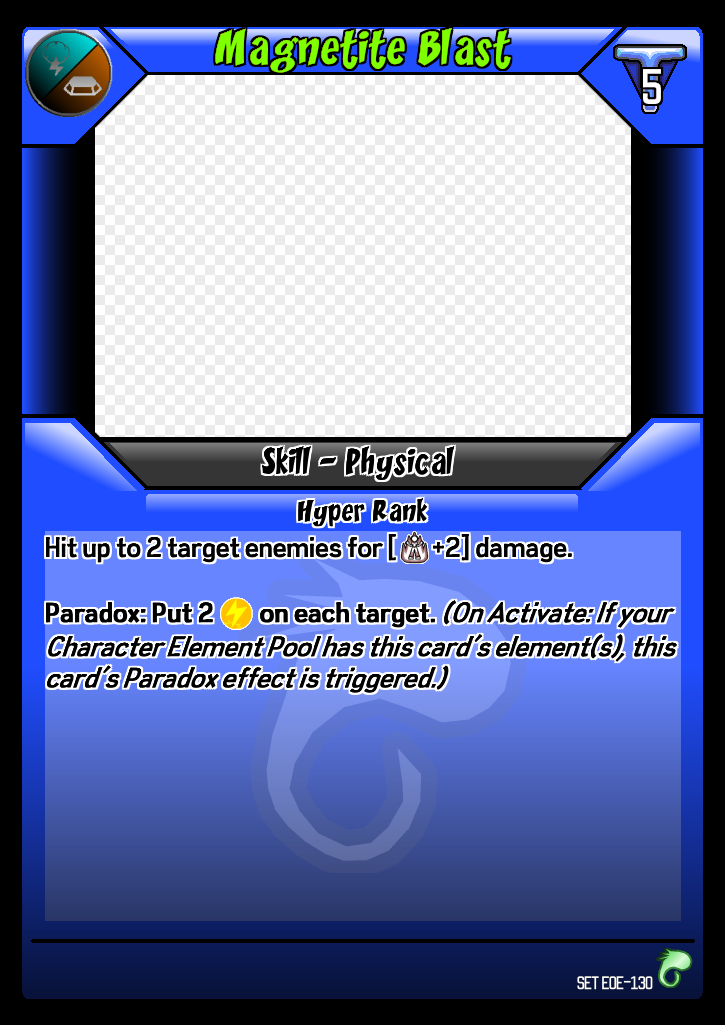 Magnetite Blast
5
Skill - Physical
Hyper Rank
Hit up to 2 target enemies for [ +2] damage.
Paradox: Put 2 on each target. (On Activate: If your
Character Element Pool has this card's element(s), this
card's Paradox effect is triggered.)
SET EOE-130